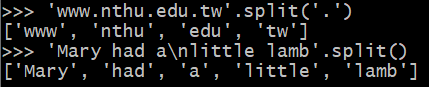 >>> 'www.nthu.edu.tw'.split('.')
['www', 'nthu', 'edu', 'tw']
>>> 'Mary had a\nlittle lamb'.split()
['Mary', 'had', 'a', 'little', 'lamb']